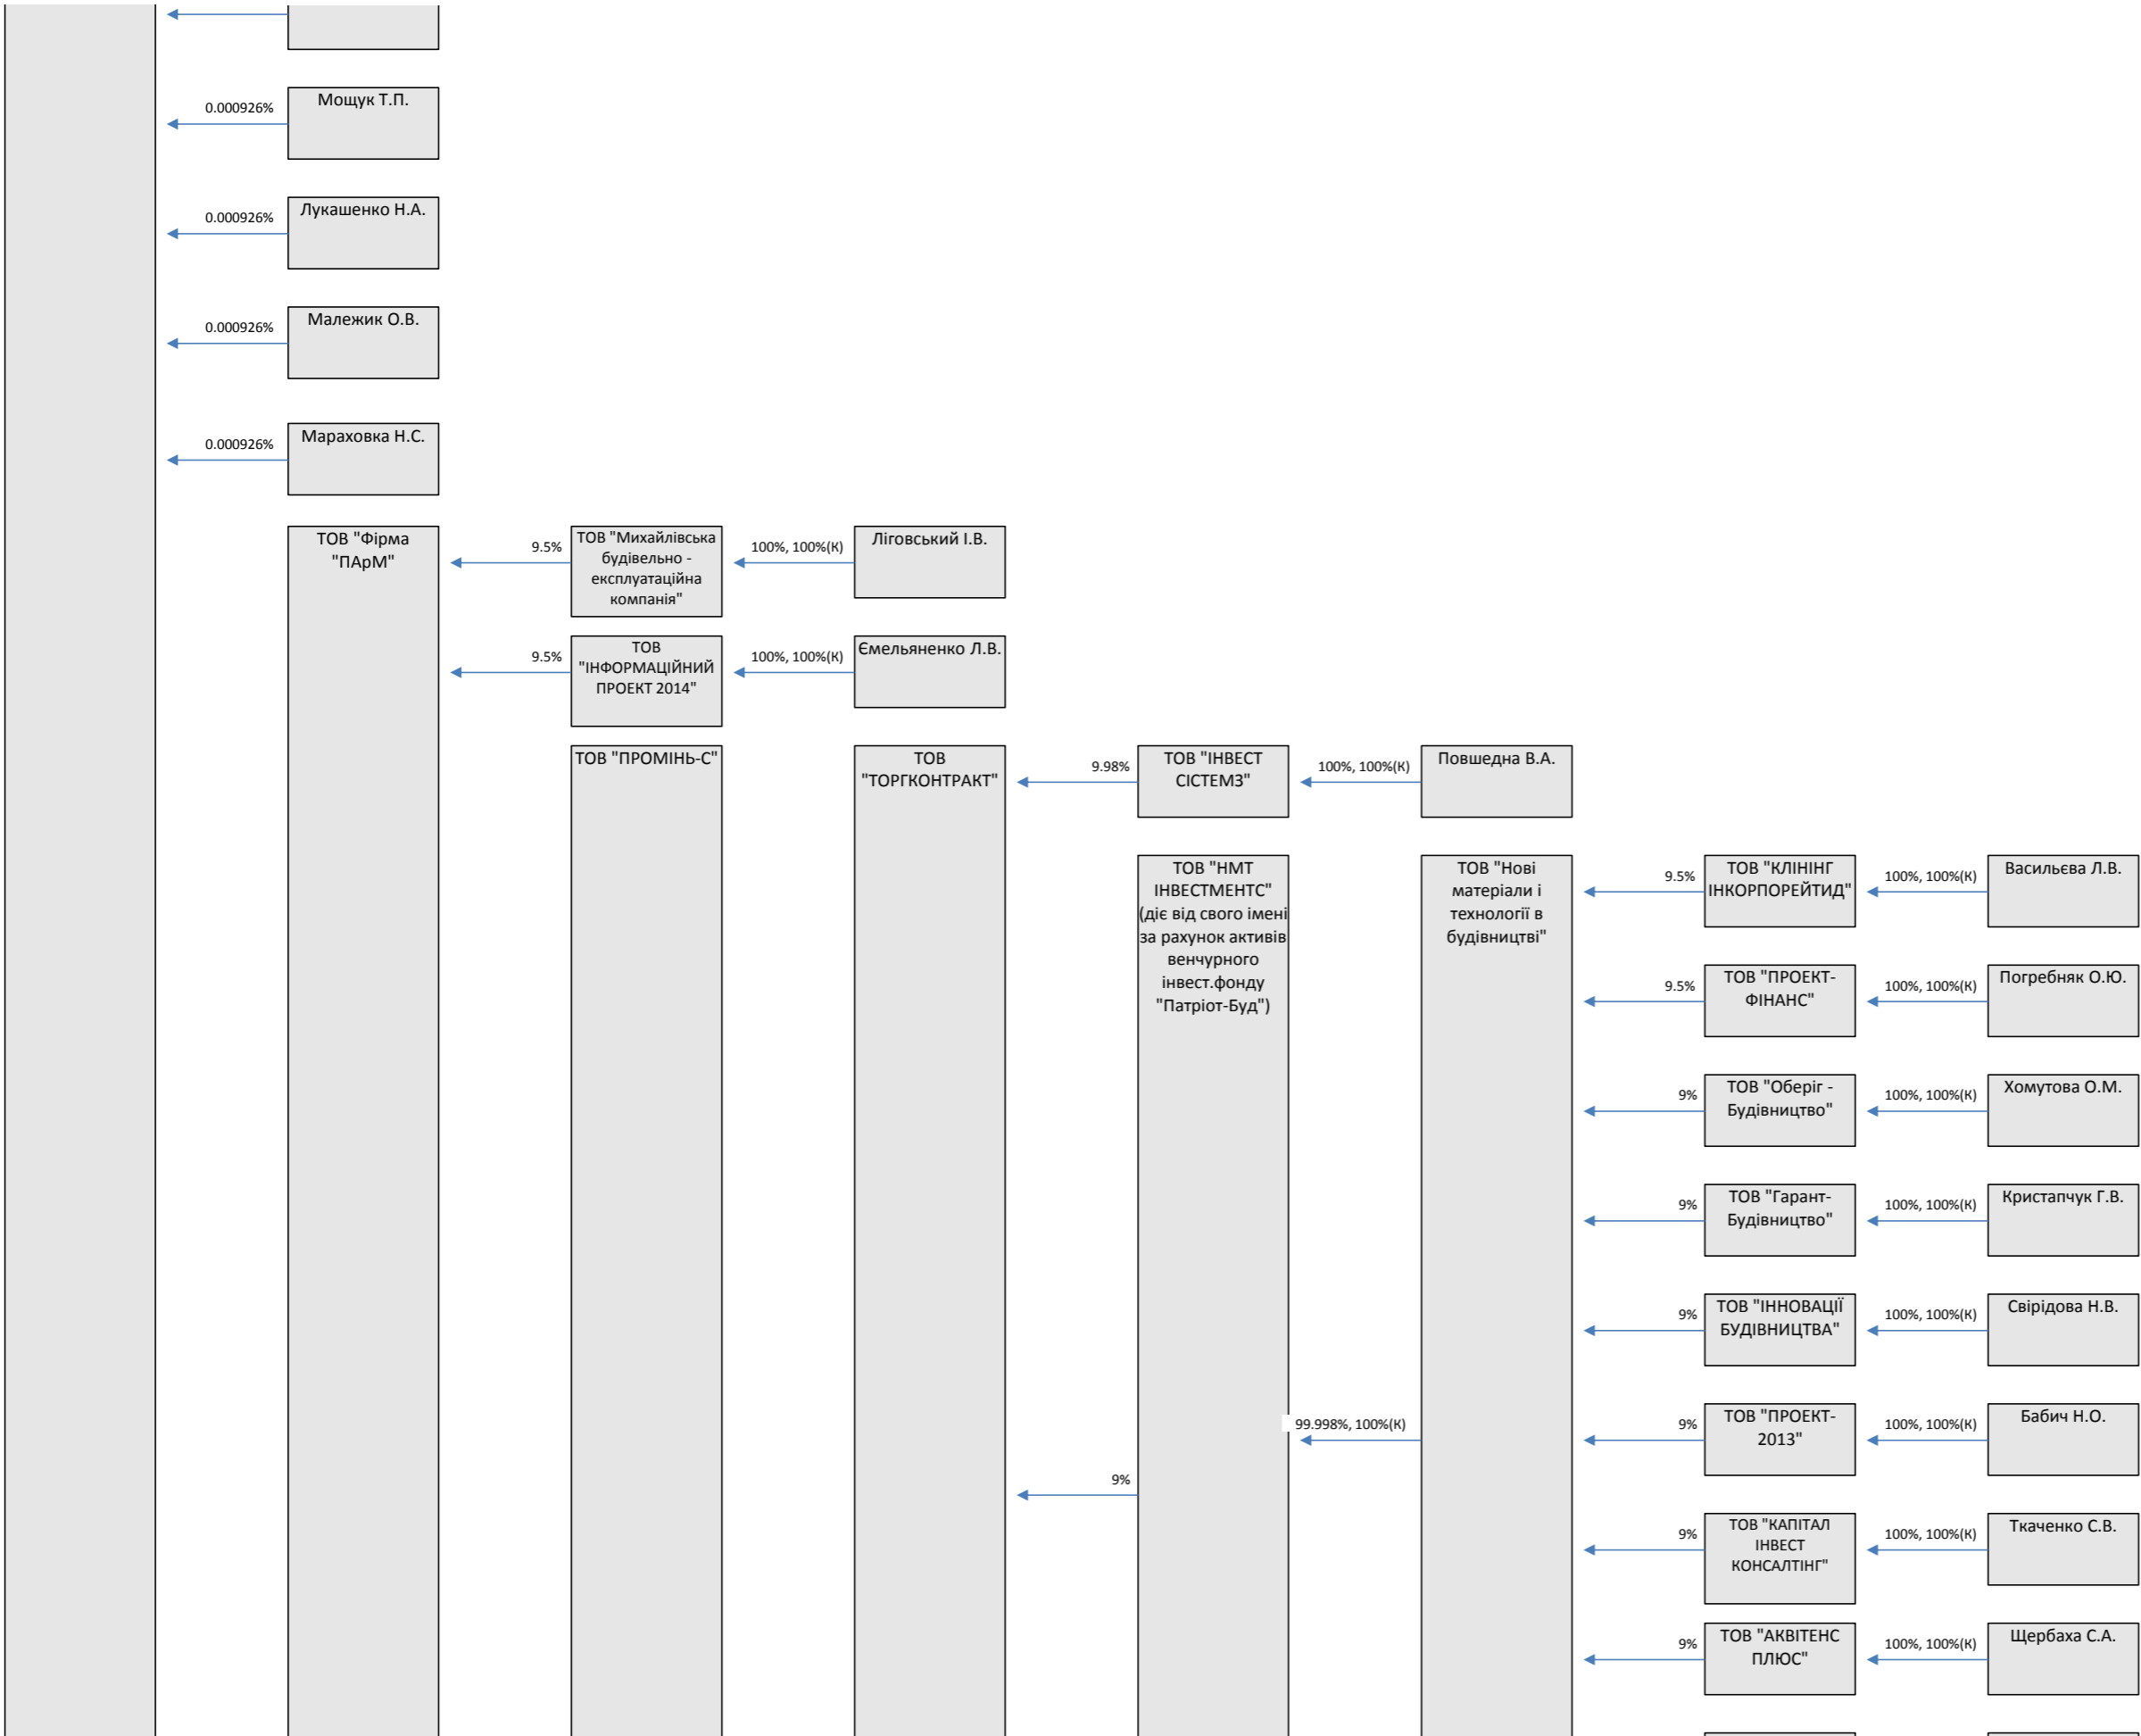 Мощук Т.П.
0.000926%
Лукашенко Н.А.
0.000926%
Малежик О.В.
0.000926%
Мараховка Н.С.
0.000926%
ТОВ "Фірма
"ПАрМ"
9.5%
ТОВ "Михайлівська
будівельно -
експлуатаційна
компанія"
100%, 100%(К)
Ліговський І.В.
9.5%
ТОВ
"ІНФОРМАЦІЙНИЙ
ПРОЕКТ 2014"
100%, 100%(К)
Ємельяненко Л.В.
ТОВ "ПРОМІНЬ-С"
ТОВ
"ТОРГКОНТРАКТ"
9.98%
ТОВ "ІНВЕСТ
СІСТЕМЗ"
100%, 100%(К)
Повшедна В.А.
ТОВ "НМТ
ІНВЕСТМЕНТС"
(діє від свого імені
за рахунок активів
венчурного
інвест.фонду
"Патріот-Буд")
ТОВ "Нові
матеріали і
технології в
будівництві"
9.5%
ТОВ "КЛІНІНГ
ІНКОРПОРЕЙТИД"
100%, 100%(К)
Васильєва Л.В.
9.5%
ТОВ "ПРОЕКТ-
ФІНАНС"
100%, 100%(К)
Погребняк О.Ю.
9%
ТОВ "Оберіг -
Будівництво"
100%, 100%(К)
Хомутова О.М.
9%
ТОВ "Гарант-
Будівництво"
100%, 100%(К)
Кристапчук Г.В.
9%
ТОВ "ІННОВАЦІЇ
БУДІВНИЦТВА"
100%, 100%(К)
Свірідова Н.В.
99.998%, 100%(К)
9%
ТОВ "ПРОЕКТ-
2013"
100%, 100%(К)
Бабич Н.О.
9%
9%
ТОВ "КАПІТАЛ
ІНВЕСТ
КОНСАЛТІНГ"
100%, 100%(К)
Ткаченко С.В.
9%
ТОВ "АКВІТЕНС
ПЛЮС"
100%, 100%(К)
Щербаха С.А.